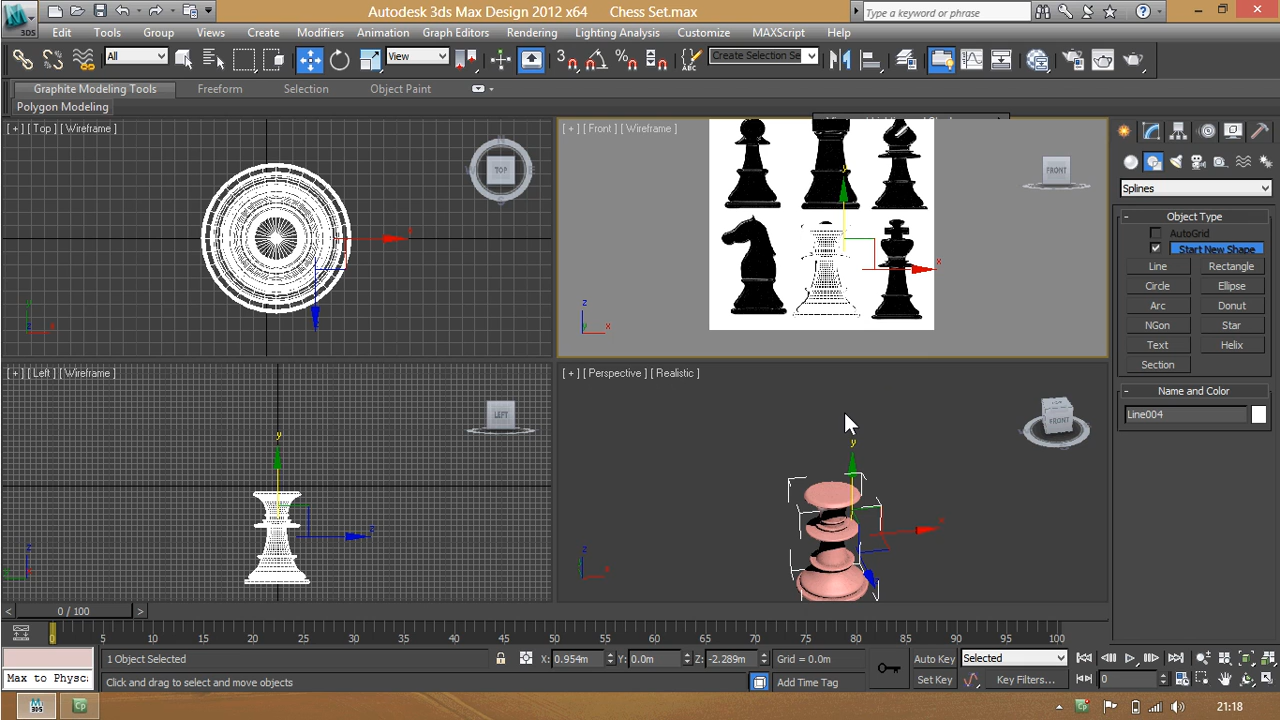 Autodesk 3ds Max Design 2012 x64 Chess Set.max
Type a keyword or phrase
3DS
Edit Tools Group Views Create Modifiers Animation Graph Editors Rendering Lighting Analysis Customize MAXScript Help
All View Create Selection Se
Graphite Modeling Tools Freeform Selection Object Paint
Polygon Modeling
[ + ] [ Top ] [ Wireframe ]
TOP
[ + ] [ Front ] [ Wireframe ]
FRONT
[ + ] [ Left ] [ Wireframe ]
LEFT
[ + ] [ Perspective ] [ Realistic ]
FRONT
Splines
Object Type
AutoGrid
Start New Shape
Line Rectangle
Circle Ellipse
Arc Donut
NGon Star
Text Helix
Section
Name and Color
Line004
< 0 / 100 >
0 5 10 15 20 25 30 35 40 45 50 55 60 65 70 75 80 85 90 95 100
1 Object Selected
X: 0.954m Y: 0.0m Z: -2.289m Grid = 0.0m
Auto Key Selected
Max to Physc
Click and drag to select and move objects
Add Time Tag
Set Key Key Filters... 0
3DS Cp
21:18